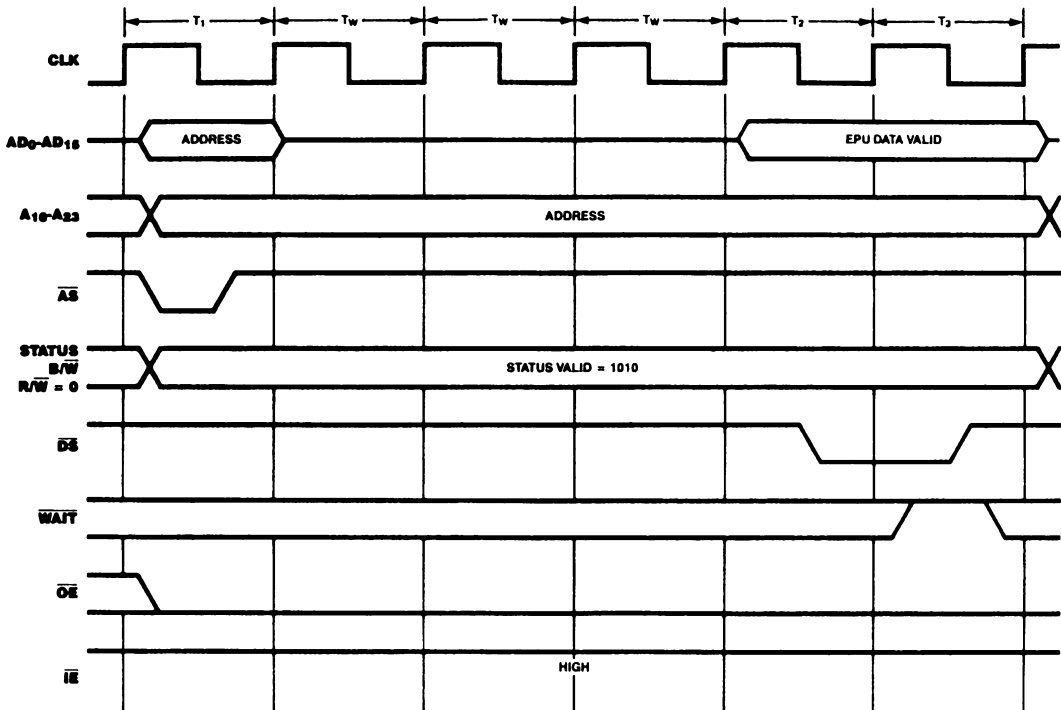 T1 TW TW TW T2 T3
CLK
AD0-AD15 ADDRESS EPU DATA VALID
A16-A23 ADDRESS
AS
STATUS
B/W STATUS VALID = 1010
R/W = 0
DS
WAIT
OE
HIGH
IE